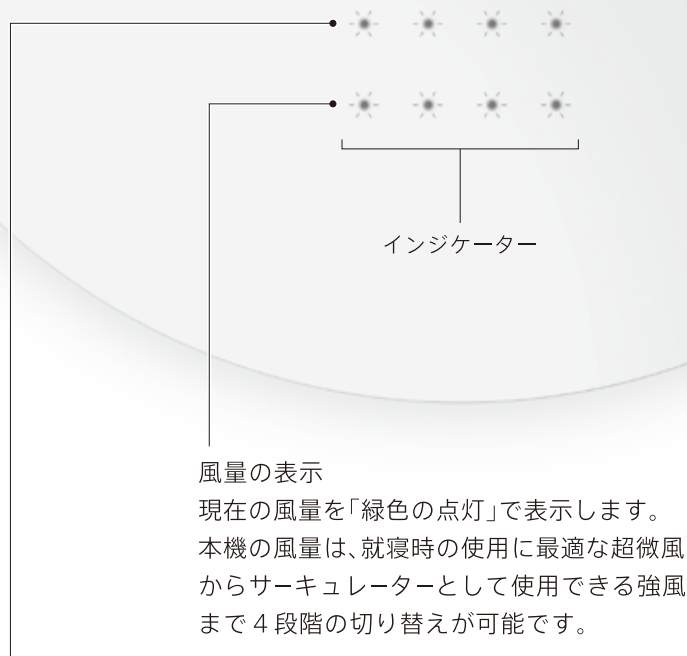 インジケーター
風量の表示
現在の風量を「緑色の点灯」で表示します。
本機の風量は、就寝時の使用に最適な超微風
からサーキュレーターとして使用できる強風
まで4段階の切り替えが可能です。